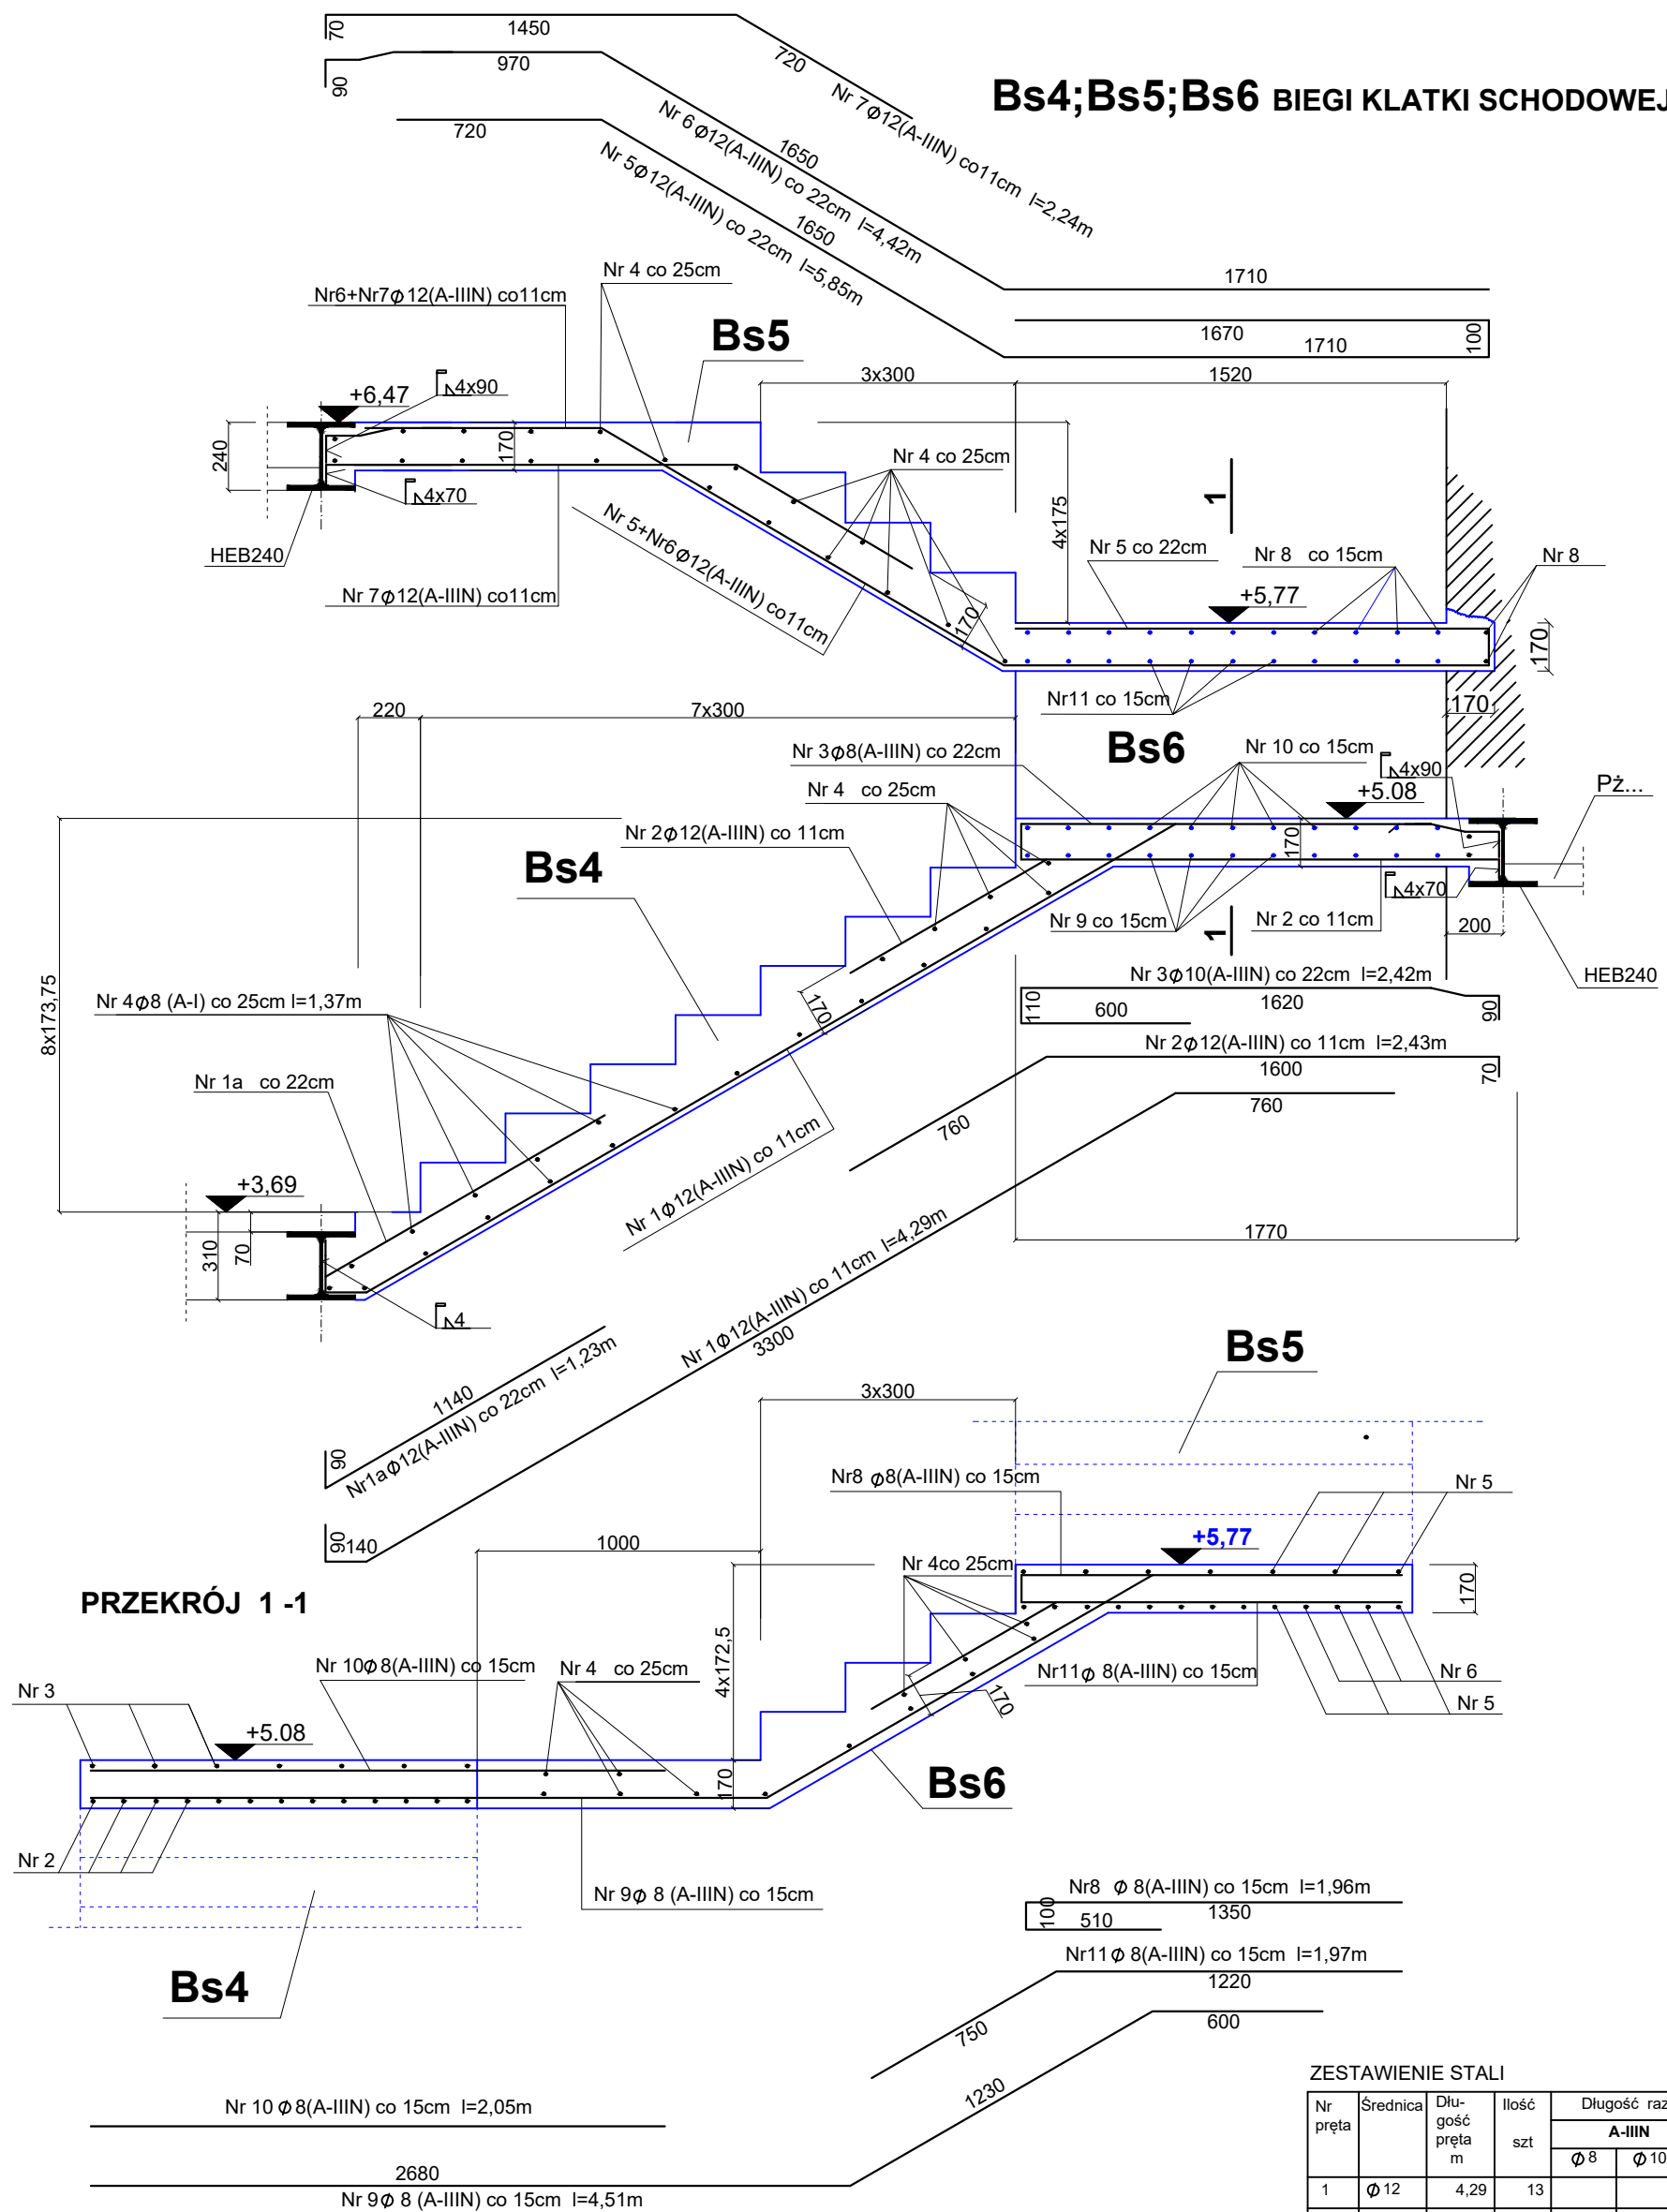 70
1450
720
Nr 7ϕ12(A-IIIN) co11cm l=2,24m
90
970
Nr 6ϕ12(A-IIIN) co 22cm l=4,42m
1650
Bs4;Bs5;Bs6 BIEGI KLATKI SCHODOWEJ
720
Nr 5ϕ12(A-IIIN) co 22cm l=5,85m
1650
1710
1670
1710
100
Nr 4 co 25cm
Nr6+Nr7ϕ12(A-IIIN) co11cm
Bs5
3x300
1520
4x90
+6,47
240
170
4x70
HEB240
Nr 4 co 25cm
4x175
1
Nr 5+Nr6ϕ12(A-IIIN) co11cm
Nr 7ϕ12(A-IIIN) co11cm
170
Nr 5 co 22cm
Nr 8 co 15cm
Nr 8
+5,77
170
Nr11 co 15cm
170
220
7x300
Bs6
Nr 3ϕ8(A-IIIN) co 22cm
Nr 10 co 15cm
4x90
Nr 4 co 25cm
+5.08
Pż...
Nr 2ϕ12(A-IIIN) co 11cm
170
Bs4
4x70
Nr 9 co 15cm
1
Nr 2 co 11cm
200
HEB240
8x173,75
Nr 4ϕ8 (A-I) co 25cm l=1,37m
170
Nr 3ϕ10(A-IIIN) co 22cm l=2,42m
110
600
1620
90
Nr 2ϕ12(A-IIIN) co 11cm l=2,43m
1600
70
760
760
Nr 1a co 22cm
Nr 1ϕ12(A-IIIN) co 11cm
+3,69
310
70
4
1770
Nr 1ϕ12(A-IIIN) co 11cm l=4,29m
3300
1140
Nr1aϕ12(A-IIIN) co 22cm l=1,23m
90
90
140
Bs5
3x300
Nr8 ϕ8(A-IIIN) co 15cm
Nr 5
1000
+5,77
Nr 4co 25cm
170
PRZEKRÓJ 1 -1
4x172,5
Nr 10ϕ8(A-IIIN) co 15cm
Nr 4 co 25cm
Nr11ϕ 8(A-IIIN) co 15cm
Nr 6
Nr 5
Nr 3
170
+5.08
170
Bs6
Nr 2
Nr 9ϕ 8 (A-IIIN) co 15cm
Bs4
Nr8 ϕ 8(A-IIIN) co 15cm l=1,96m
100
510
1350
Nr11ϕ 8(A-IIIN) co 15cm l=1,97m
1220
750
600
1230
Nr 10 ϕ8(A-IIIN) co 15cm l=2,05m
2680
Nr 9ϕ 8 (A-IIIN) co 15cm l=4,51m
ZESTAWIENIE STALI
Nr pręta
Średnica
Dłu-gość pręta m
Ilość szt
Długość raz
A-IIIN
ϕ8
ϕ10
1
ϕ12
4,29
13